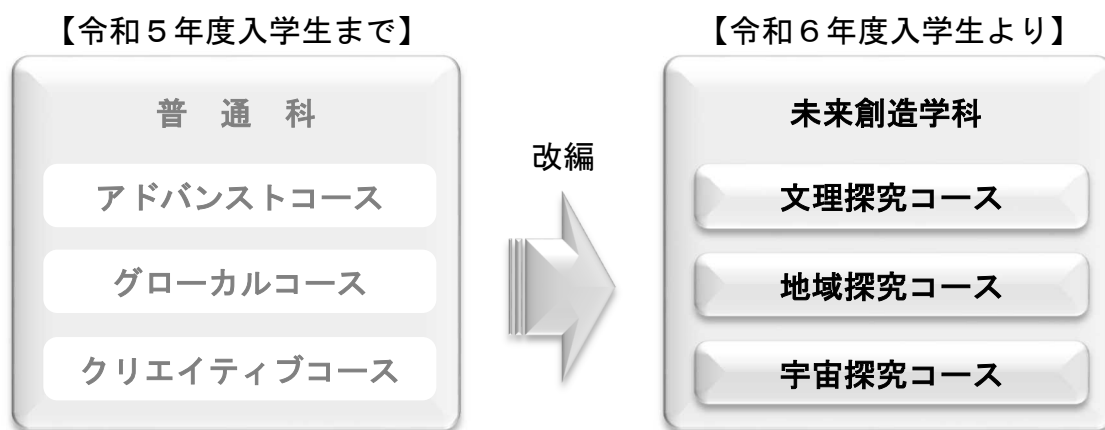 【令和５年度入学生まで】
普　通　科
アドバンストコース
グローカルコース
クリエイティブコース
改編
【令和６年度入学生より】
未来創造学科
文理探究コース
地域探究コース
宇宙探究コース